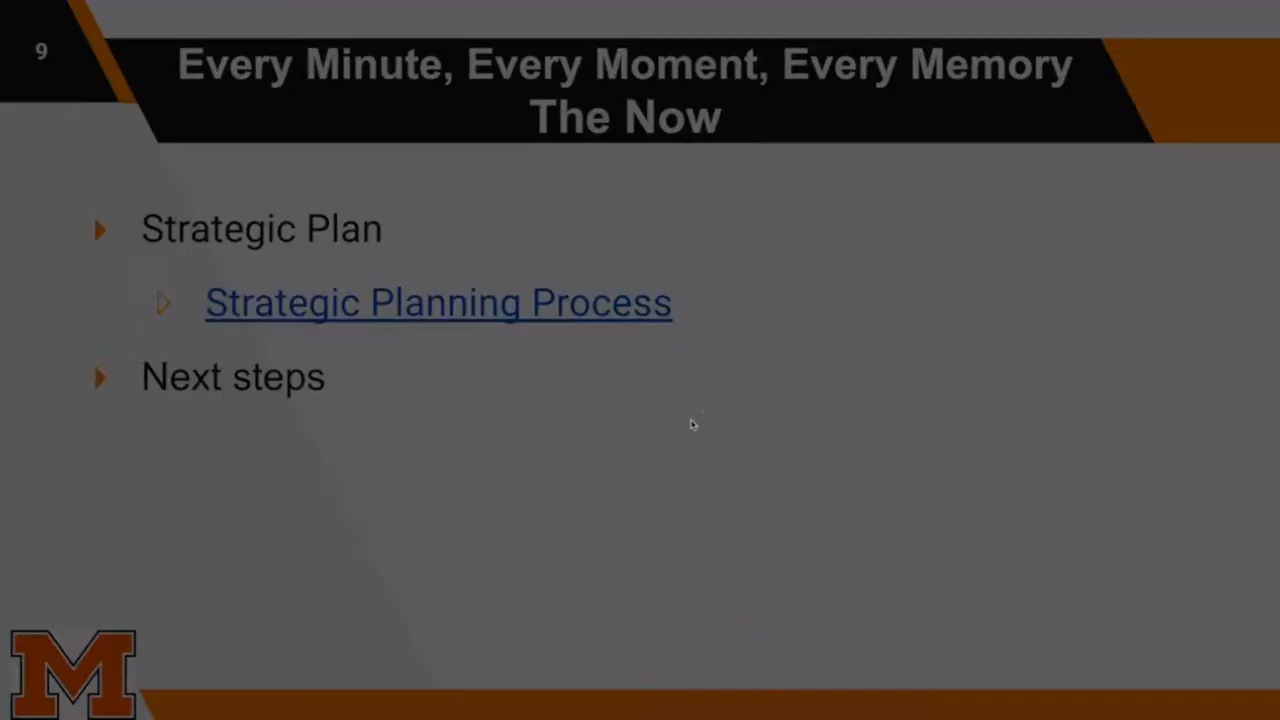 9
Every Minute, Every Moment, Every Memory
The Now
Strategic Plan
Strategic Planning Process
Next steps
M